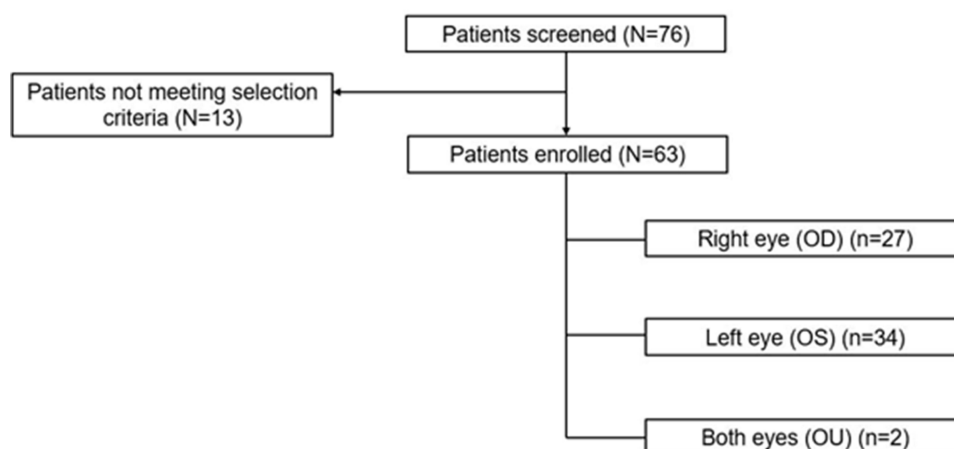 Patients screened (N=76)
Patients not meeting selection
criteria (N=13)
Patients enrolled (N=63)
Right eye (OD) (n=27)
Left eye (OS) (n=34)
Both eyes (OU) (n=2)